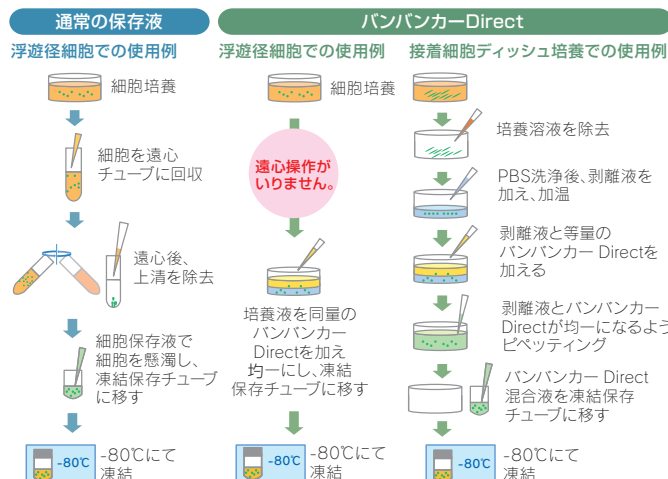 通常の保存液
バンバンカーDirect
浮遊径細胞での使用例
細胞培養
細胞を遠心
チューブに回収
遠心後、
上清を除去
細胞保存液で
細胞を懸濁し、
凍結保存チューブ
に移す
-80℃
-80℃にて
凍結
浮遊径細胞での使用例
細胞培養
遠心操作が
いりません。
培養液を同量の
バンバンカー
Directを加え
均一にし、凍結
保存チューブに移す
-80℃
-80℃にて
凍結
接着細胞ディッシュ培養での使用例
培養溶液を除去
PBS洗浄後、剥離液を
加え、加温
剥離液と等量の
バンバンカー Directを
加える
剥離液とバンバンカー
Directが均一になるよう
ピペッティング
バンバンカー Direct
混合液を凍結保存
チューブに移す
-80℃
-80℃にて
凍結